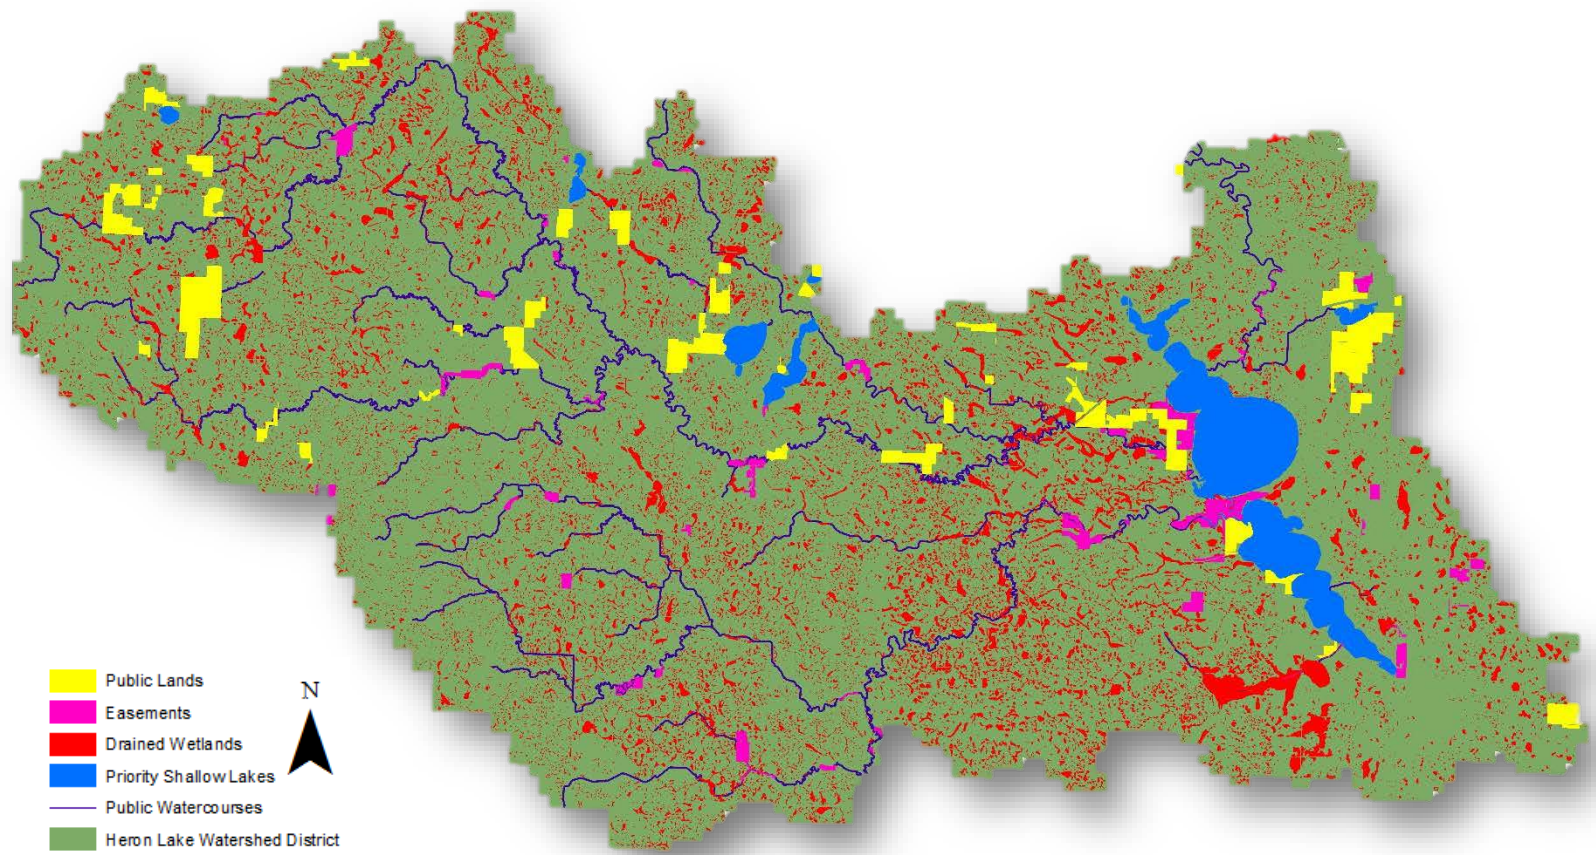 Public Lands
N
Easements
Drained Wetlands
Priority Shallow Lakes
Public Watercourses
Heron Lake Watershed District